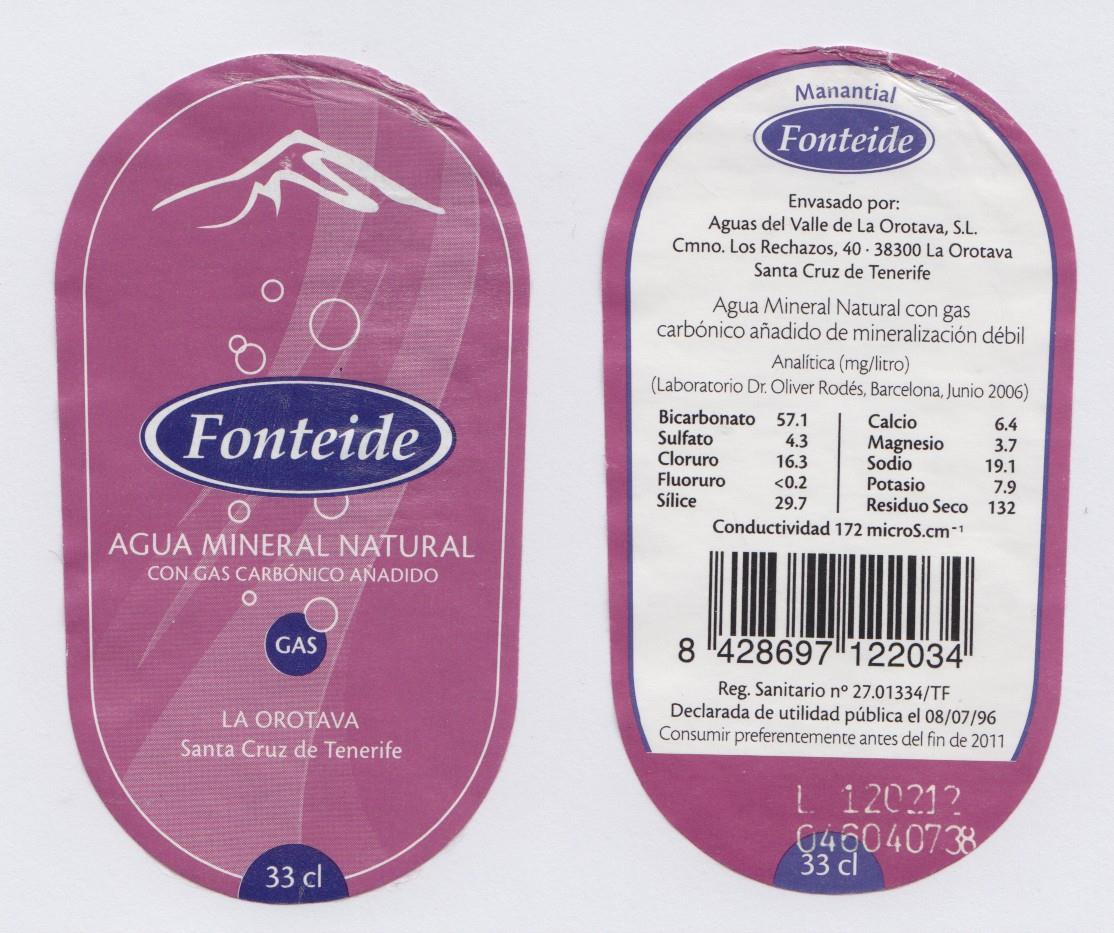 Fonteide
AGUA MINERAL NATURAL
CON GAS CARBÓNICO AÑADIDO
GAS
LA OROTAVA
Santa Cruz de Tenerife
33 cl
Manantial
Fonteide
Envasado por:
Aguas del Valle de La Orotava, S.L.
Cmno. Los Rechazos, 40 · 38300 La Orotava
Santa Cruz de Tenerife
Agua Mineral Natural con gas
carbónico añadido de mineralización débil
Analítica (mg/litro)
(Laboratorio Dr. Oliver Rodés, Barcelona, Junio 2006)
Bicarbonato 57.1
Sulfato 4.3
Cloruro 16.3
Fluoruro <0.2
Sílice 29.7
Calcio 6.4
Magnesio 3.7
Sodio 19.1
Potasio 7.9
Residuo Seco 132
Conductividad 172 microS.cm⁻¹
8 428697 122034
Reg. Sanitario nº 27.01334/TF
Declarada de utilidad pública el 08/07/96
Consumir preferentemente antes del fin de 2011
L 120212
046040738
33 cl